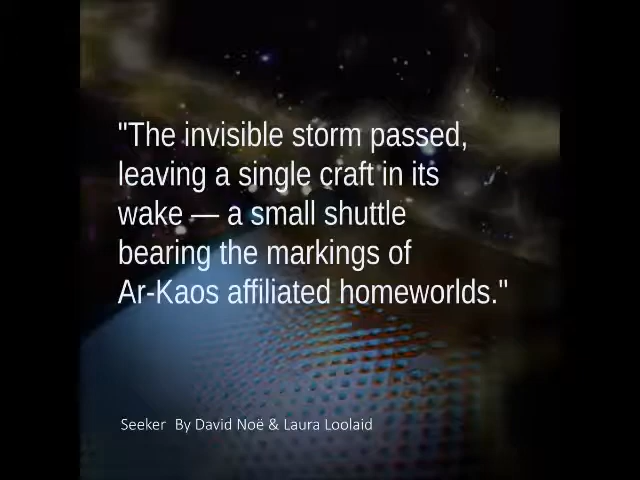 "The invisible storm passed,
leaving a single craft in its
wake — a small shuttle
bearing the markings of
Ar-Kaos affiliated homeworlds."
Seeker By David Noë & Laura Loolaid